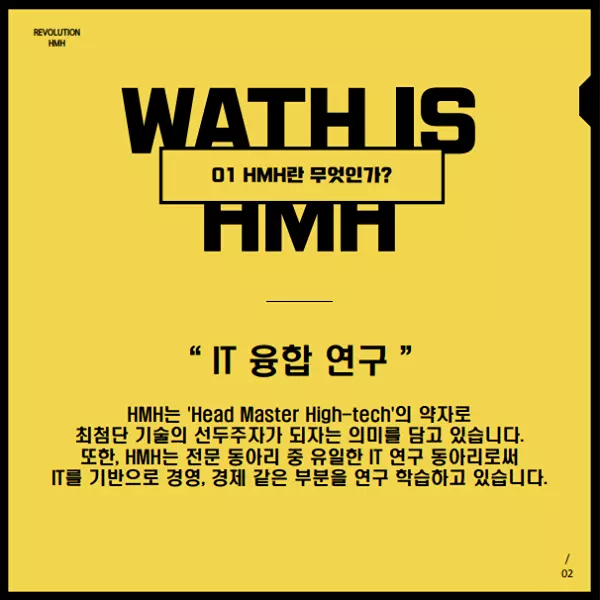 REVOLUTION
HMH
WATH IS
01 HMH란 무엇인가?
HMH
“ IT 융합 연구 ”
HMH는 'Head Master High-tech'의 약자로
최첨단 기술의 선두주자가 되자는 의미를 담고 있습니다.
또한, HMH는 전문 동아리 중 유일한 IT 연구 동아리로써
IT를 기반으로 경영, 경제 같은 부분을 연구 학습하고 있습니다.
/
02